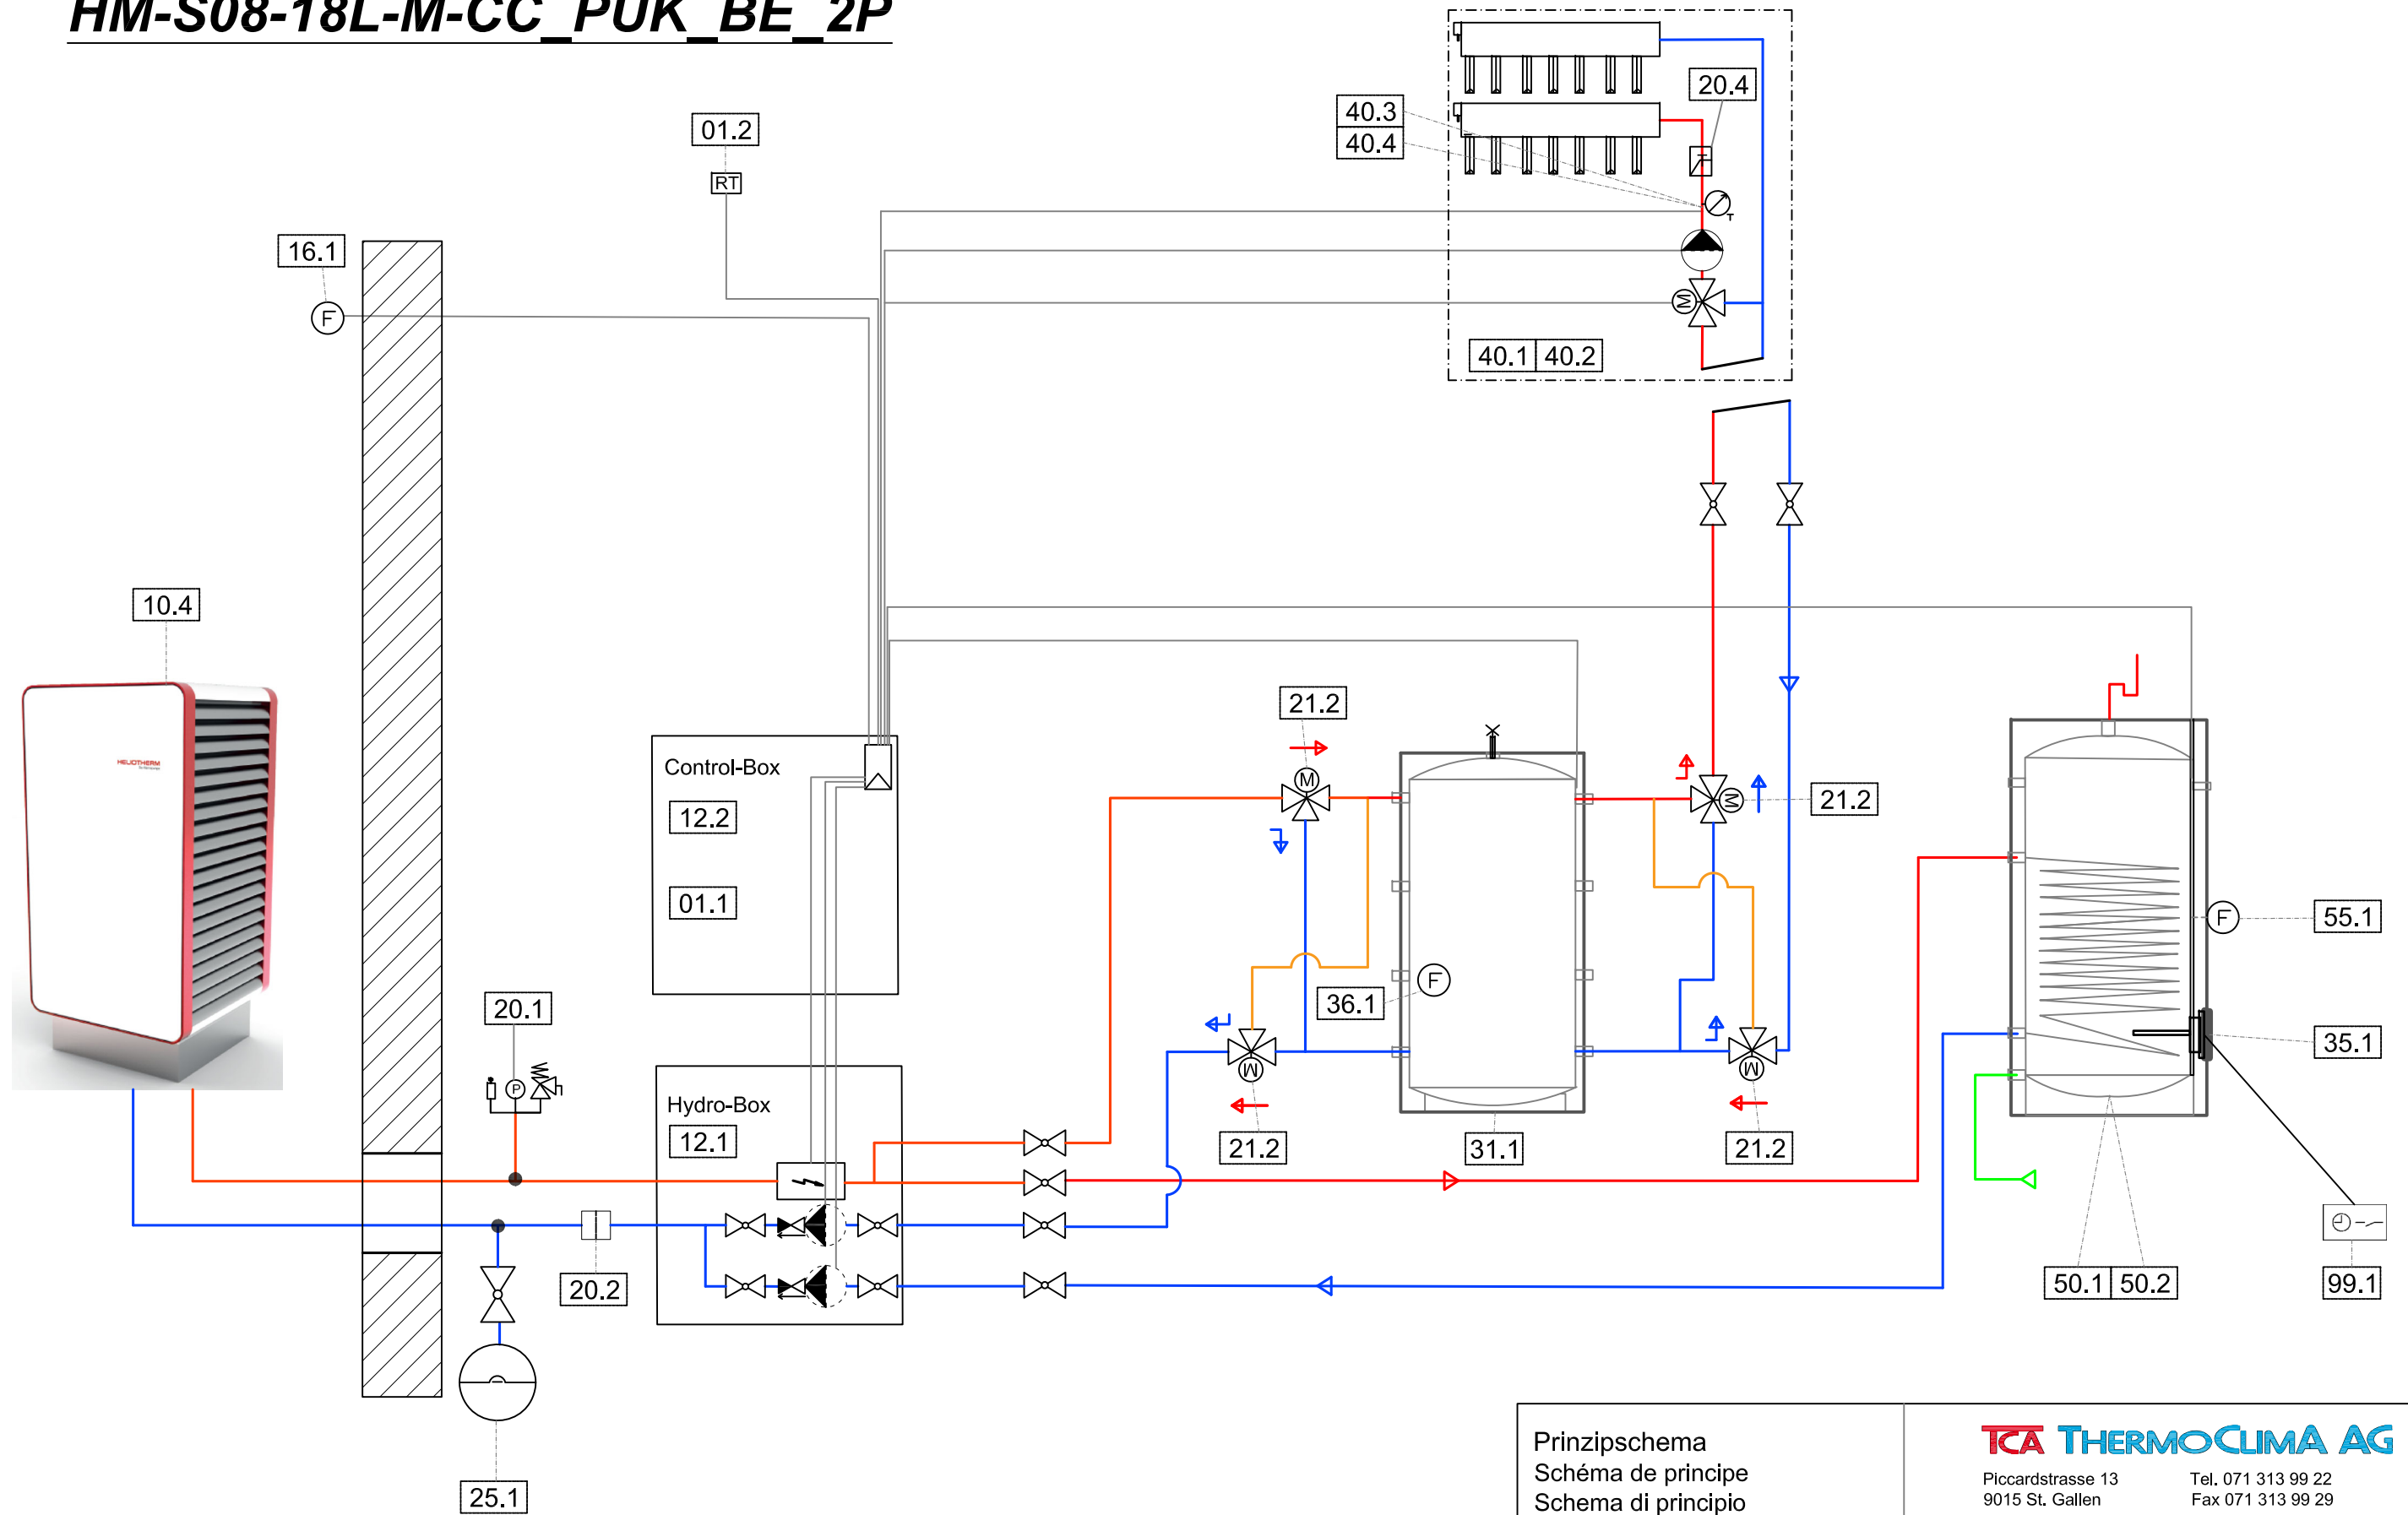 HM-S08-18L-M-CC_PUK_BE_2P
20.4
40.3
40.4
01.2
RT
T
16.1
F
M
40.1 40.2
10.4
HELIOTHERM
21.2
M
M
21.2
Control-Box
12.2
01.1
F
55.1
F
36.1
20.1
P
35.1
M
M
Hydro-Box
12.1
21.2
31.1
21.2
20.2
50.1 50.2
99.1
25.1
Prinzipschema
Schéma de principe
Schema di principio
TCA THERMOCLIMA AG
Piccardstrasse 13 Tel. 071 313 99 22
9015 St. Gallen Fax 071 313 99 29